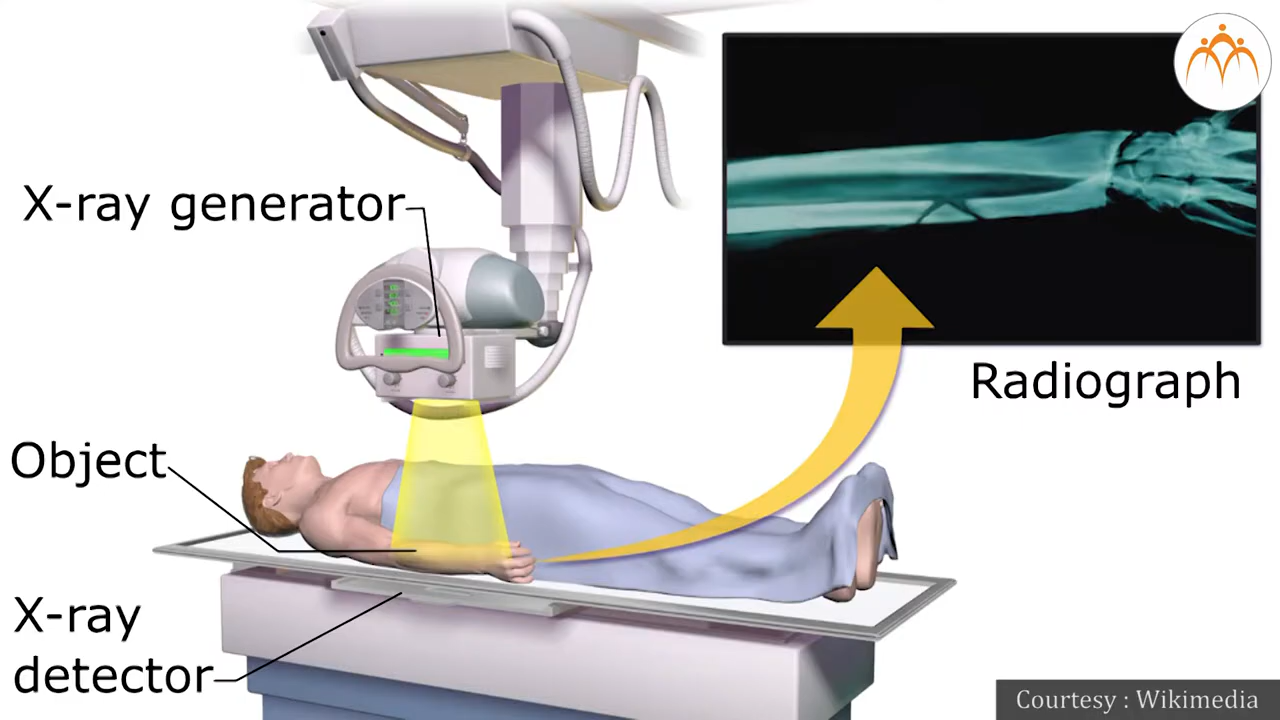 X-ray generator
Object
X-ray
detector
Radiograph
Courtesy : Wikimedia